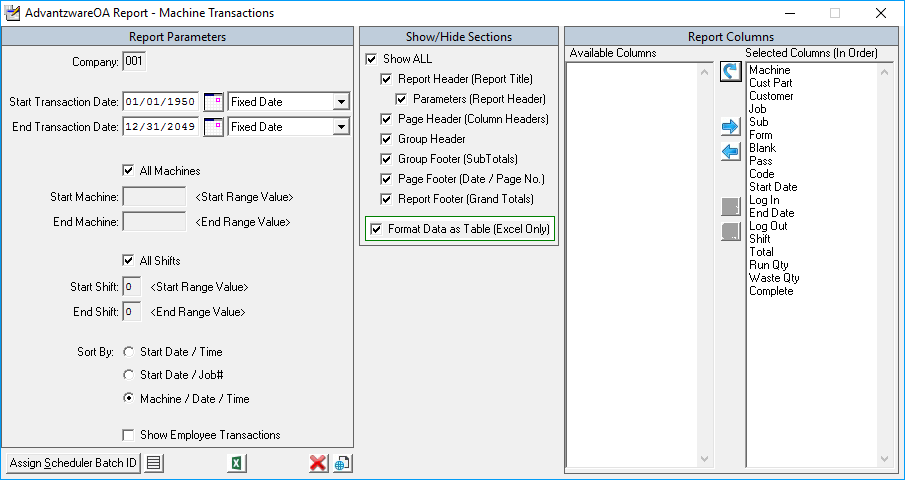 AdvantzwareOA Report - Machine Transactions
Report Parameters
Company: 001
Start Transaction Date: 01/01/1950 Fixed Date
End Transaction Date: 12/31/2049 Fixed Date
All Machines
Start Machine: <Start Range Value>
End Machine: <End Range Value>
All Shifts
Start Shift: 0 <Start Range Value>
End Shift: 0 <End Range Value>
Sort By: Start Date / Time
Start Date / Job#
Machine / Date / Time
Show Employee Transactions
Assign Scheduler Batch ID
Show/Hide Sections
Show ALL
Report Header (Report Title)
Parameters (Report Header)
Page Header (Column Headers)
Group Header
Group Footer (SubTotals)
Page Footer (Date / Page No.)
Report Footer (Grand Totals)
Format Data as Table (Excel Only)
Report Columns
Available Columns
Selected Columns (In Order)
Machine
Cust Part
Customer
Job
Sub
Form
Blank
Pass
Code
Start Date
Log In
End Date
Log Out
Shift
Total
Run Qty
Waste Qty
Complete